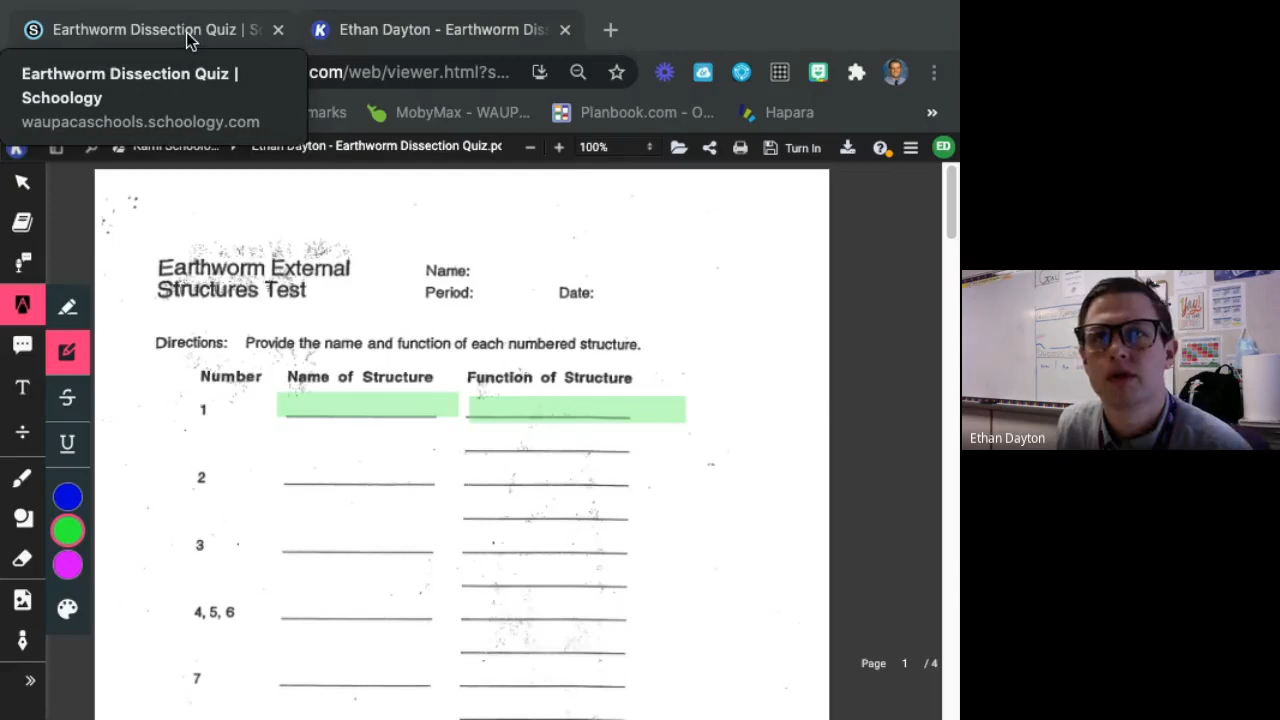 Earthworm Dissection Quiz | S
Ethan Dayton - Earthworm Dis
Earthworm Dissection Quiz |
Schoology
waupacaschools.schoology.com
.com/web/viewer.html?s...
marks
MobyMax - WAUP...
Planbook.com - O...
Hapara
»
Ethan Dayton - Earthworm Dissection Quiz.pd
100%
Turn In
ED
Earthworm External
Structures Test
Name:
Period:
Date:
Directions: Provide the name and function of each numbered structure.
Number Name of Structure Function of Structure
1
2
3
4, 5, 6
7
Page 1 / 4
Yay!
Ethan Dayton